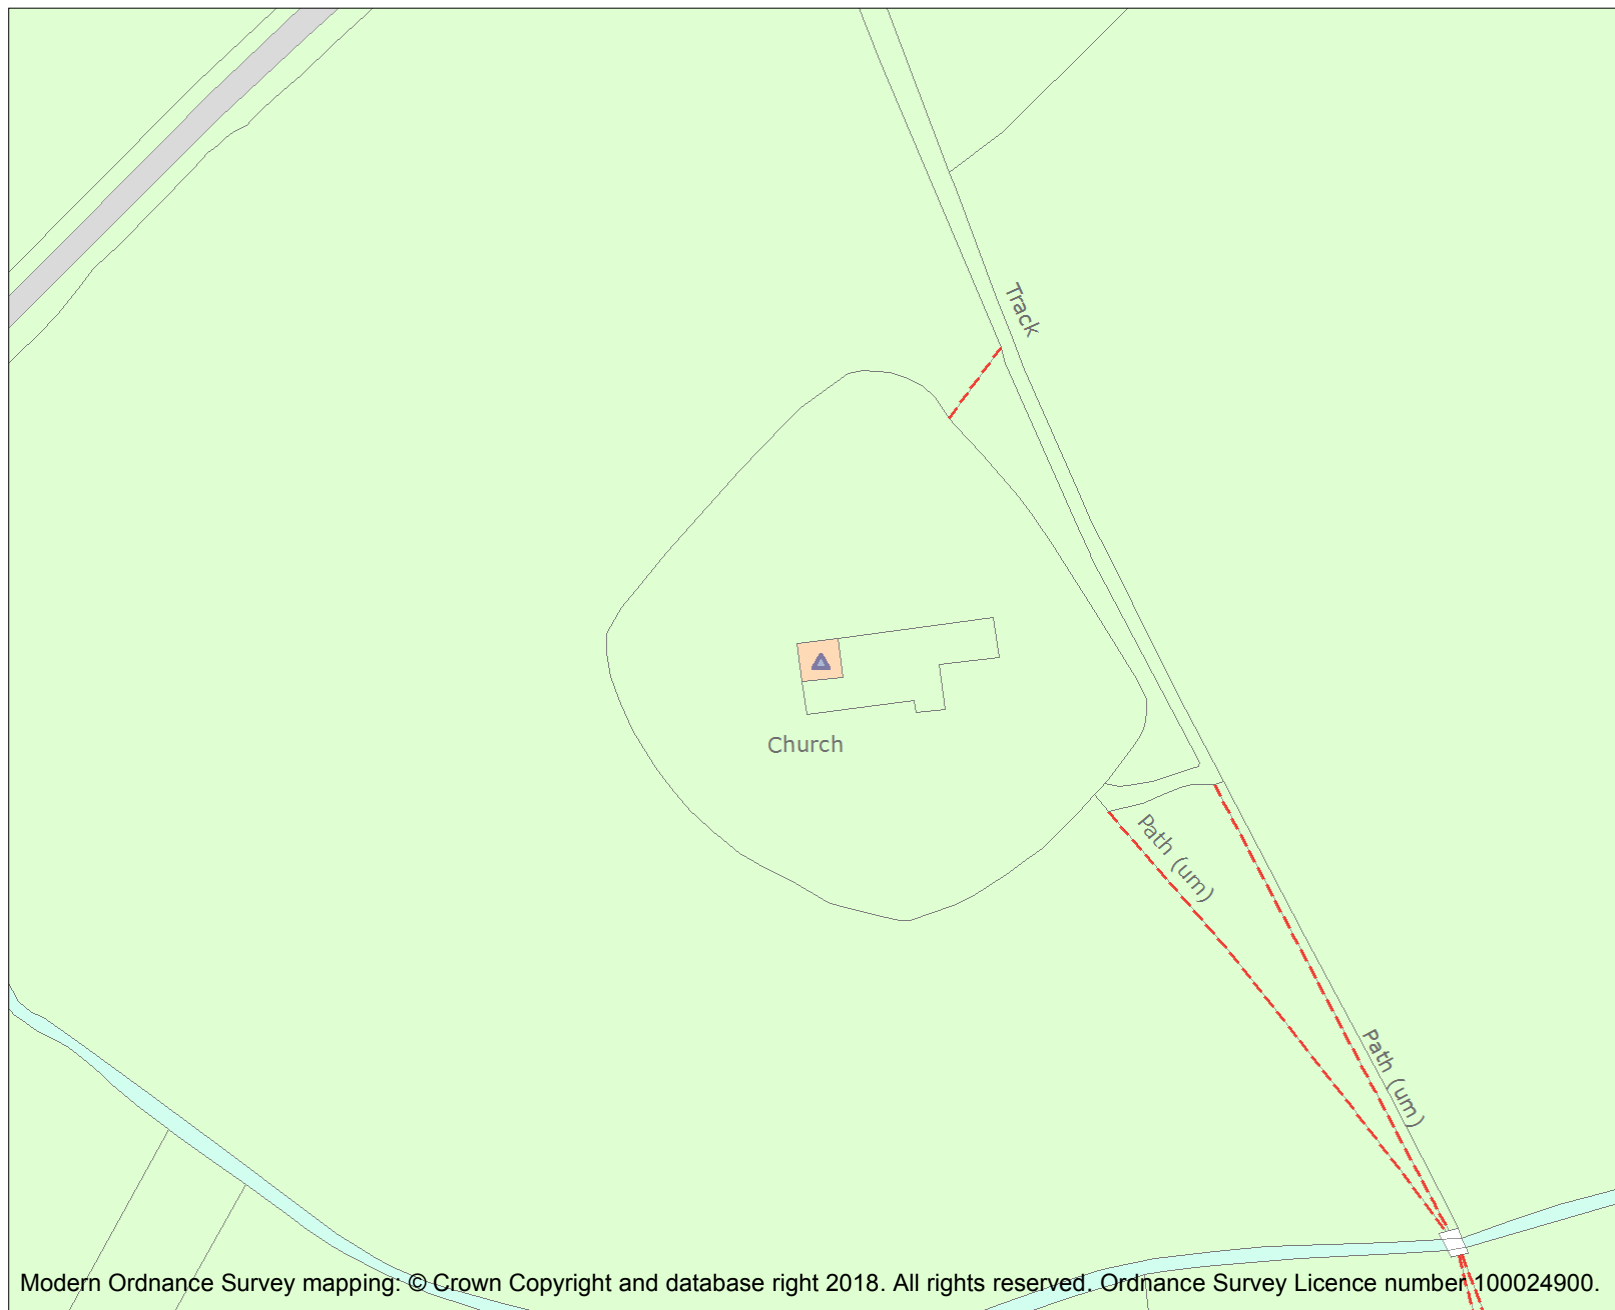 Track
Church
Path (um)
Path (um)
Modern Ordnance Survey mapping: © Crown Copyright and database right 2018. All rights reserved. Ordnance Survey Licence number 100024900.